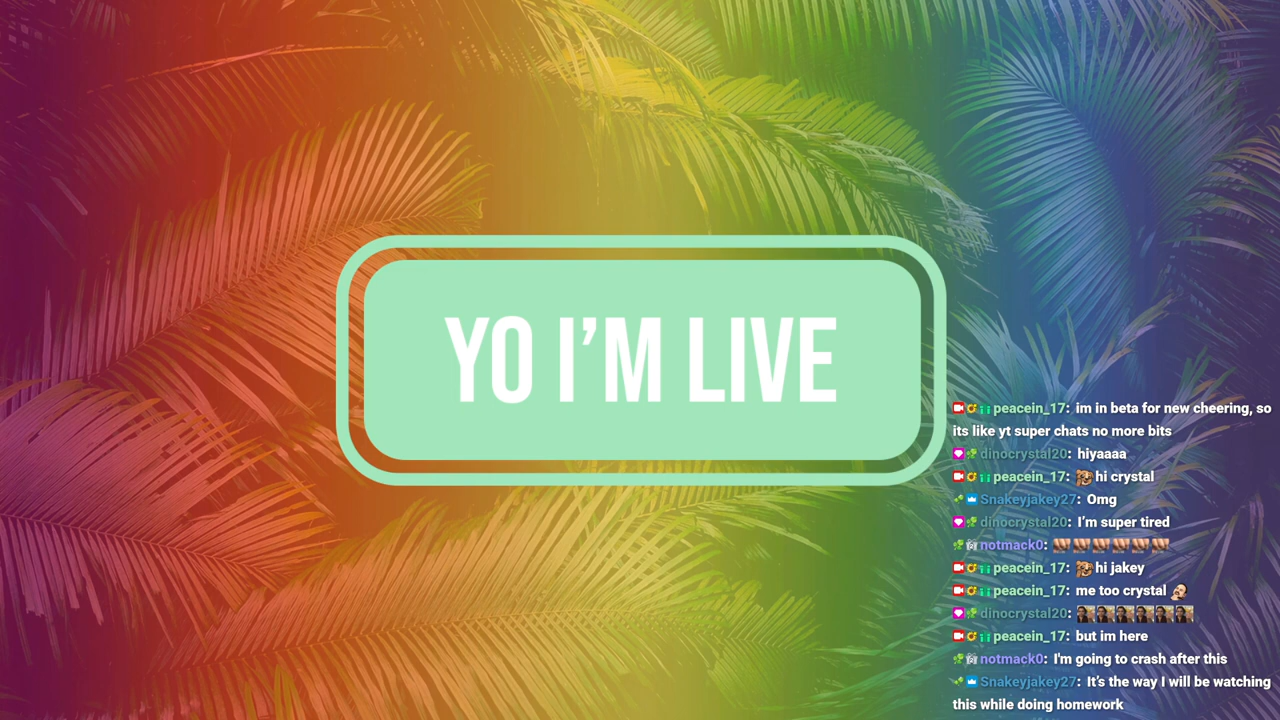 YO I’M LIVE
peacein_17: im in beta for new cheering, so
its like yt super chats no more bits
dinocrystal20: hiyaaaa
peacein_17: hi crystal
Snakeyjakey27: Omg
dinocrystal20: I’m super tired
notmack0:
peacein_17: hi jakey
peacein_17: me too crystal
dinocrystal20:
peacein_17: but im here
notmack0: I'm going to crash after this
Snakeyjakey27: It’s the way I will be watching
this while doing homework